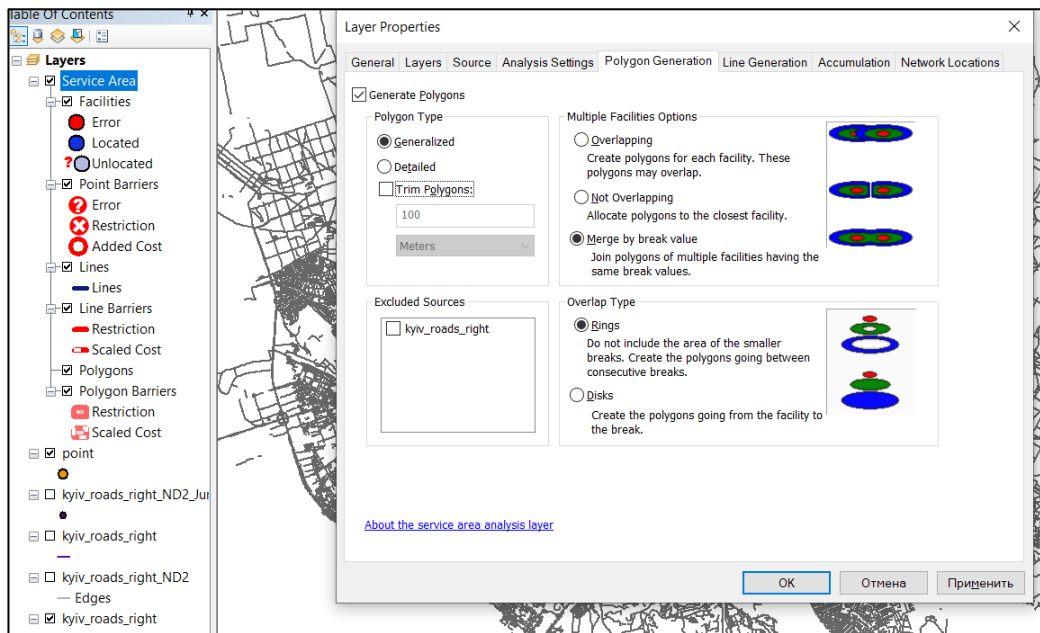 Table Of Contents
Layers
Service Area
Facilities
Error
Located
? Unlocated
Point Barriers
? Error
Restriction
Added Cost
Lines
Lines
Line Barriers
Restriction
Scaled Cost
Polygons
Polygon Barriers
Restriction
Scaled Cost
point
kyiv_roads_right_ND2_Jur
kyiv_roads_right
kyiv_roads_right_ND2
Edges
kyiv_roads_right
Layer Properties
General Layers Source Analysis Settings Polygon Generation Line Generation Accumulation Network Locations
Generate Polygons
Polygon Type
Generalized
Detailed
Trim Polygons:
100
Meters
Multiple Facilities Options
Overlapping
Create polygons for each facility. These
polygons may overlap.
Not Overlapping
Allocate polygons to the closest facility.
Merge by break value
Join polygons of multiple facilities having the
same break values.
Excluded Sources
kyiv_roads_right
Overlap Type
Rings
Do not include the area of the smaller
breaks. Create the polygons going between
consecutive breaks.
Disks
Create the polygons going from the facility to
the break.
About the service area analysis layer
OK Отмена Применить